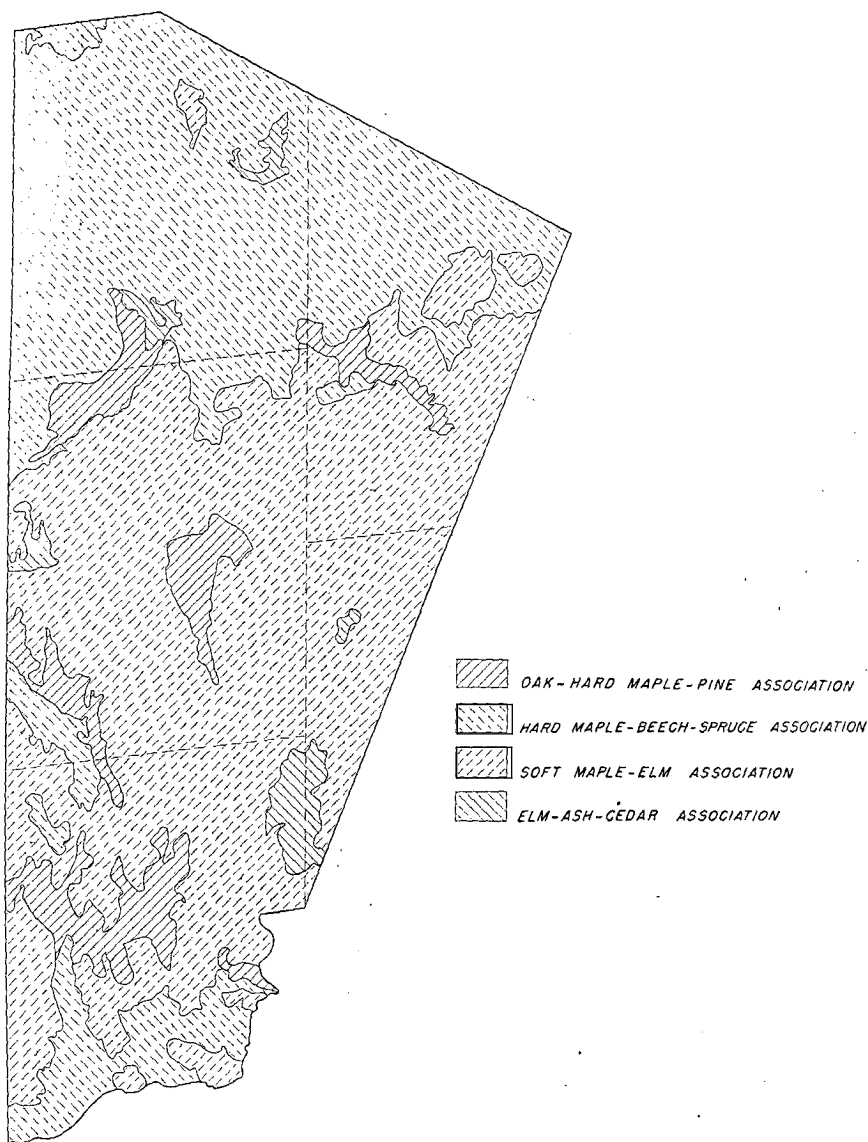 OAK-HARD MAPLE-PINE ASSOCIATION
HARD MAPLE-BEECH-SPRUCE ASSOCIATION
SOFT MAPLE-ELM ASSOCIATION
ELM-ASH-CEDAR ASSOCIATION